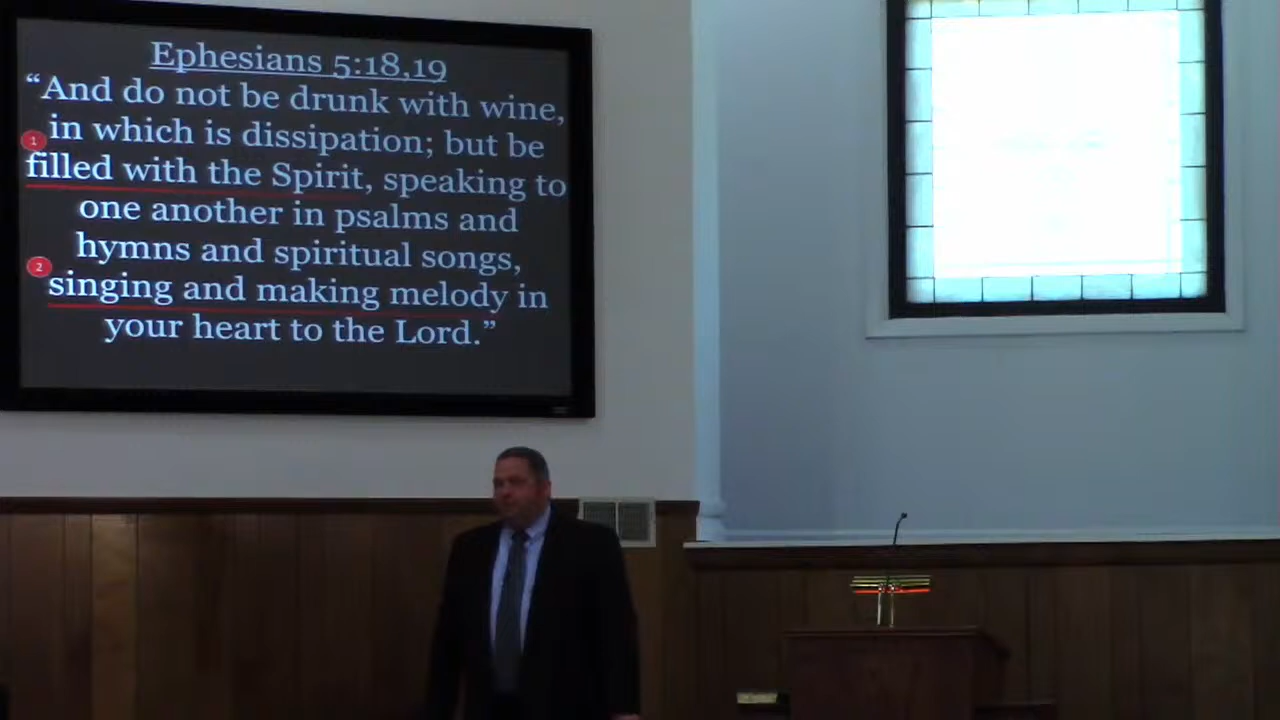 Ephesians 5:18,19
“And do not be drunk with wine,
in which is dissipation; but be
1
filled with the Spirit, speaking to
one another in psalms and
hymns and spiritual songs,
2
singing and making melody in
your heart to the Lord.”